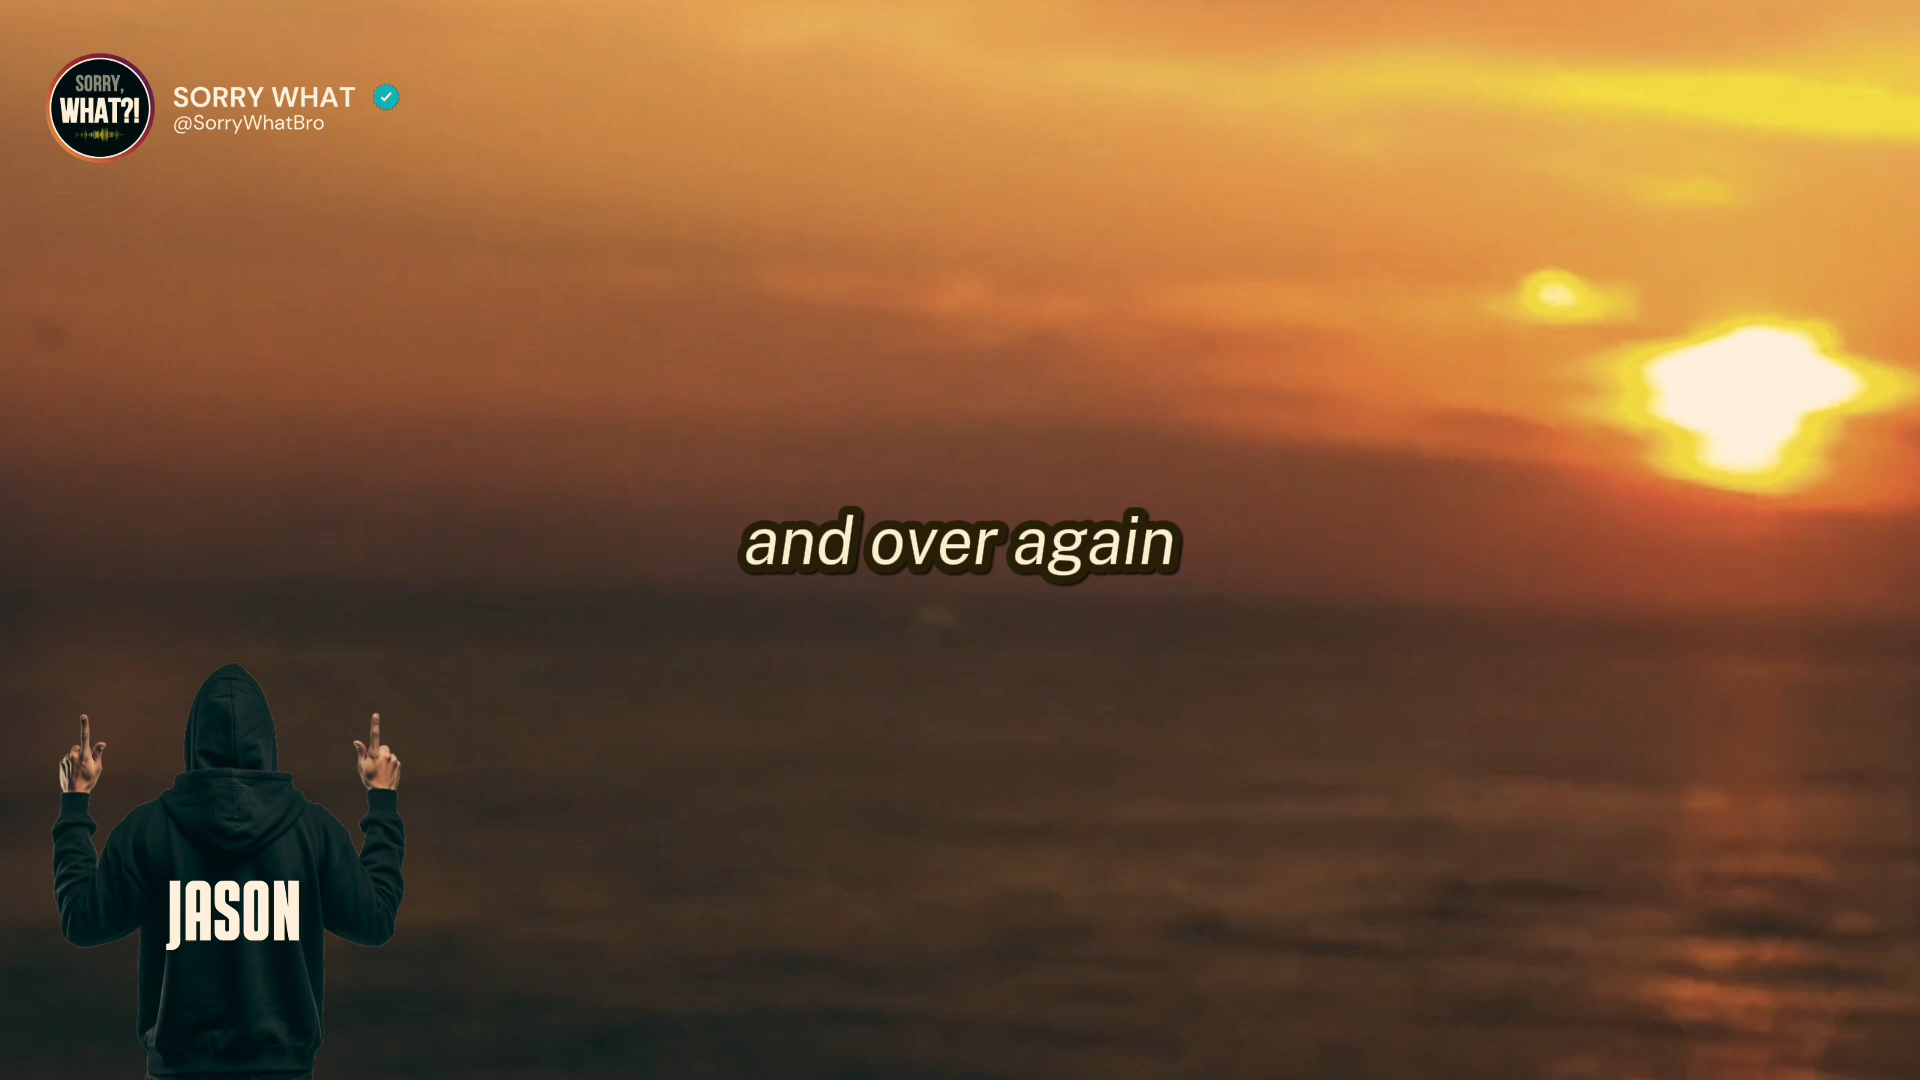 SORRY,
WHAT?!
SORRY WHAT
@SorryWhatBro
and over again
JASON